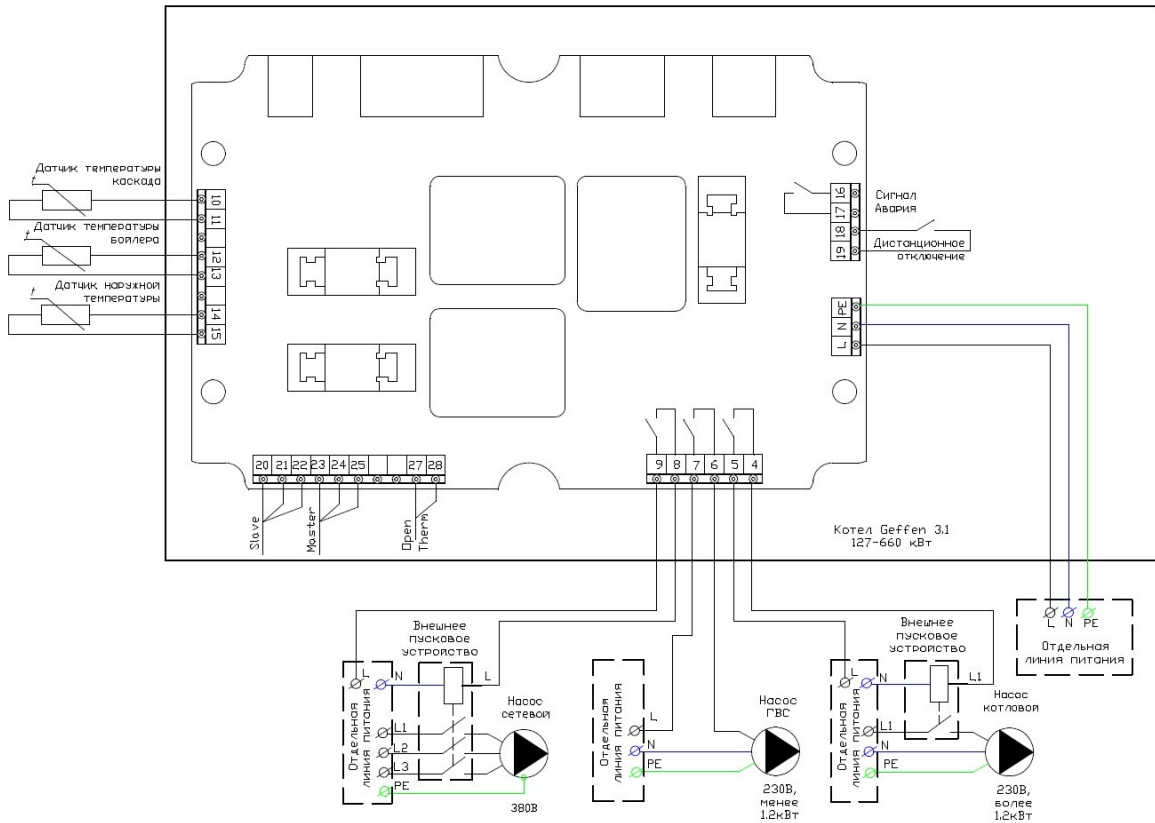 Датчик температуры
каскада
10
11
Датчик температуры
бойлера
12
13
Датчик наружной
температуры
14
15
16
17
18
19
Сигнал
Авария
Дистанционное
отключение
PE
N
L
20 21 22 23 24 25 27 28
Slave
Master
Open
Therm
9 8 7 6 5 4
Котел Geffen 3.1
127-660 кВт
L N PE
Отдельная
линия питания
Внешнее
пусковое
устройство
L
N
L
L1
L2
L3
PE
Отдельная
линия питания
Насос
сетевой
380В
L
N
PE
Отдельная
линия питания
Насос
ГВС
230В,
менее
1.2кВт
Внешнее
пусковое
устройство
L
N
L1
L1
N
PE
Отдельная
линия питания
Насос
котловой
230В,
более
1.2кВт